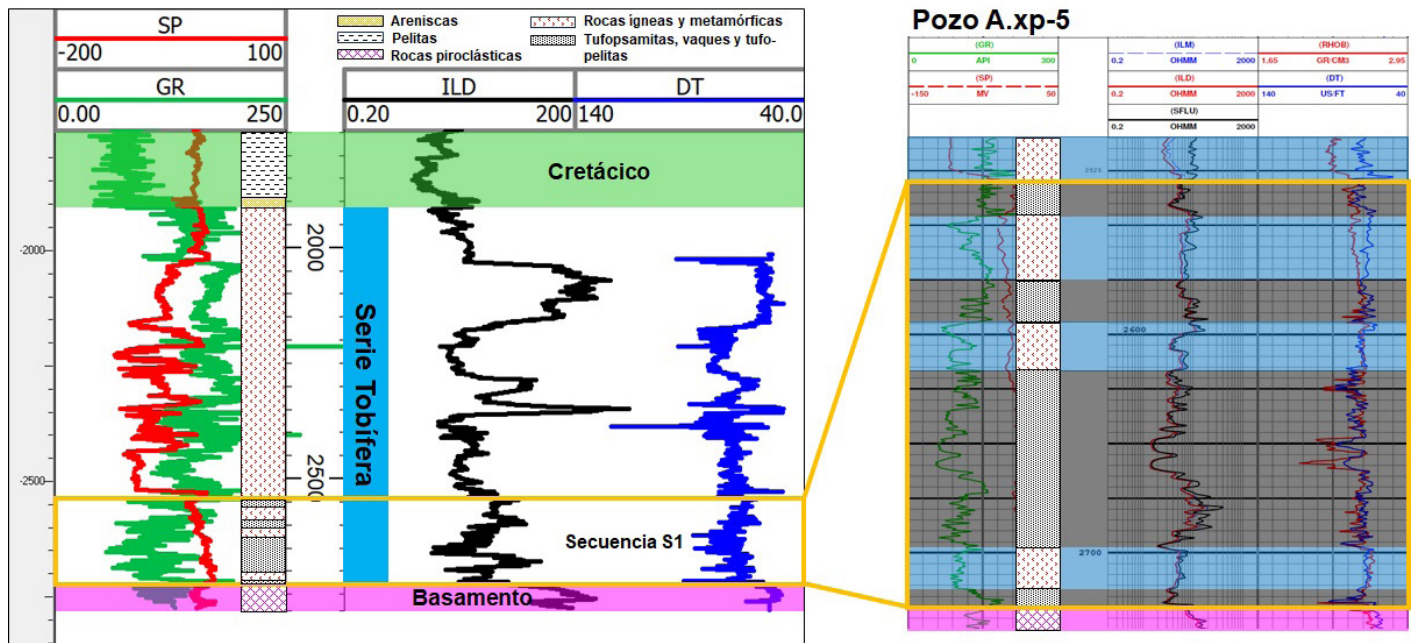 SP
-200 100
GR
0.00 250
Areniscas
Pelitas
Rocas piroclásticas
Rocas ígneas y metamórficas
Tufopsamitas, vaques y tufo-
pelitas
ILD
0.20 200
DT
140 40.0
Cretácico
-2000
2000
Serie Tobífera
-2500
2500
Secuencia S1
Basamento
Pozo A.xp-5
(GR)
0 API 300
(SP)
-150 MV 50
(ILM)
0.2 OHMM 2000
(ILD)
0.2 OHMM 2000
(SFLU)
0.2 OHMM 2000
(RHOB)
1.65 GR/CM3 2.95
(DT)
140 US/FT 40
2525
2600
2700